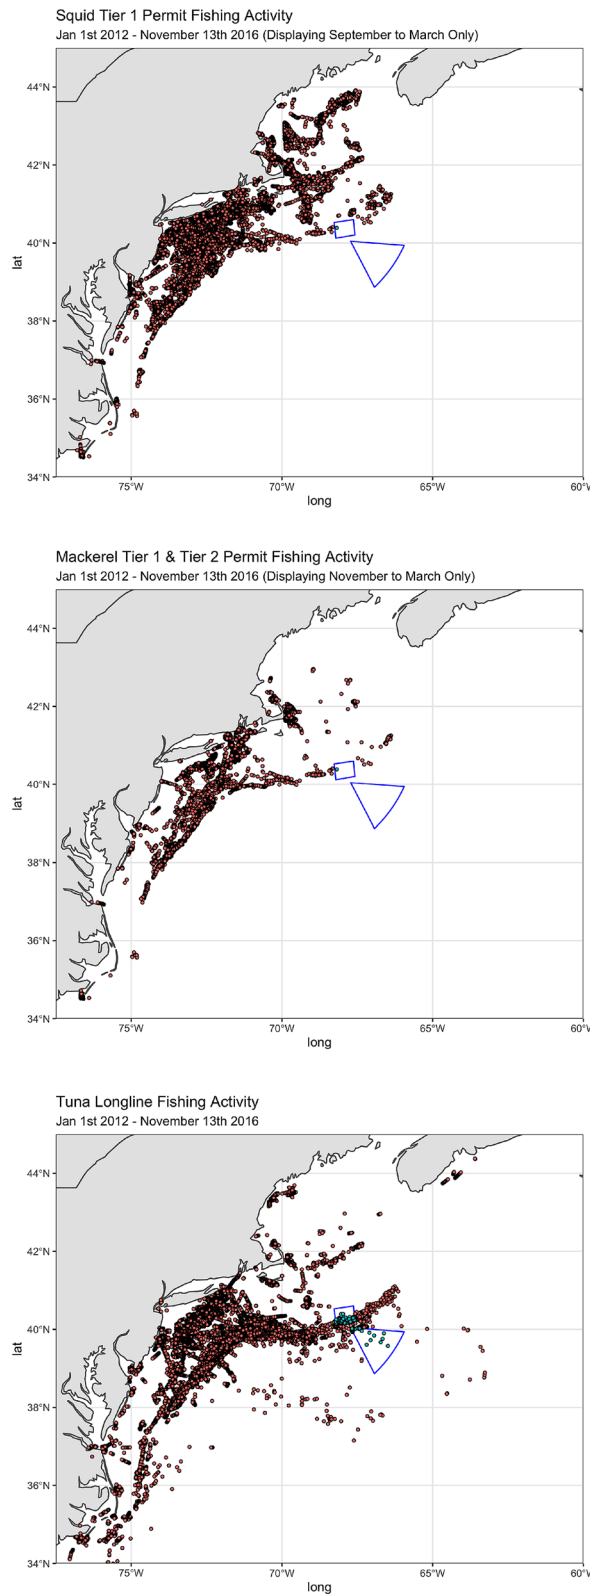 Squid Tier 1 Permit Fishing Activity
Jan 1st 2012 - November 13th 2016 (Displaying September to March Only)
44°N
42°N
40°N
lat
38°N
36°N
34°N
75°W 70°W 65°W 60°W
long
Mackerel Tier 1 & Tier 2 Permit Fishing Activity
Jan 1st 2012 - November 13th 2016 (Displaying November to March Only)
44°N
42°N
40°N
lat
38°N
36°N
34°N
75°W 70°W 65°W 60°W
long
Tuna Longline Fishing Activity
Jan 1st 2012 - November 13th 2016
44°N
42°N
40°N
lat
38°N
36°N
34°N
75°W 70°W 65°W 60°W
long